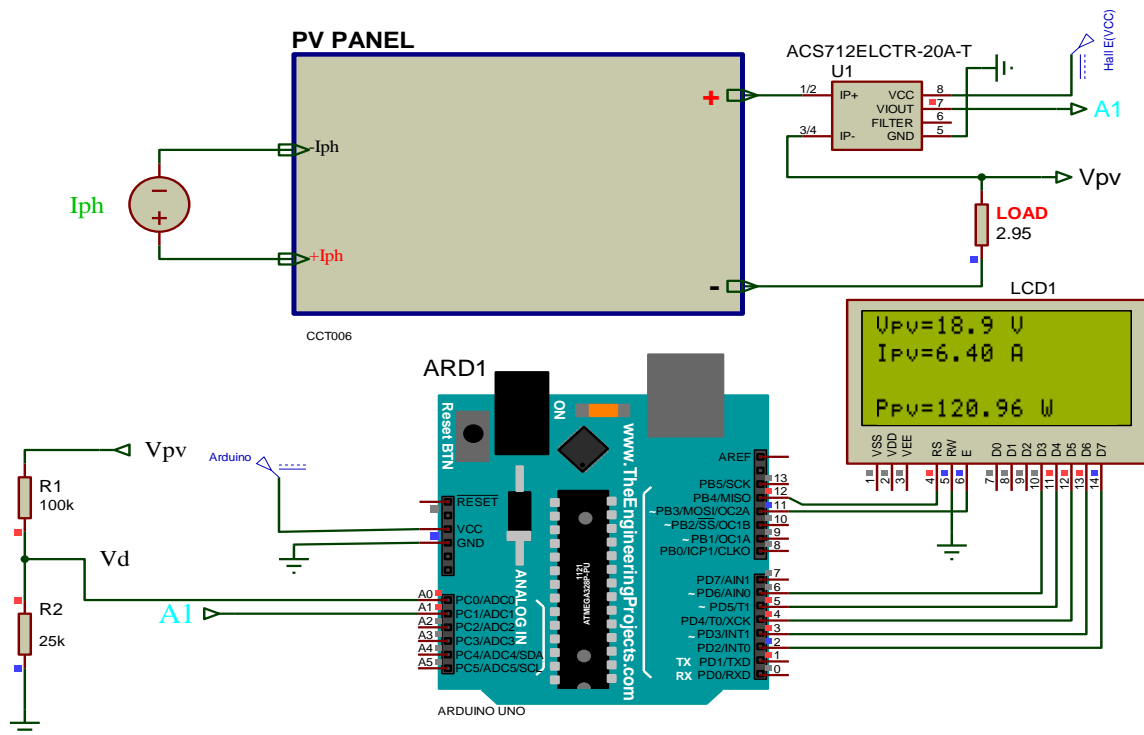 PV PANEL
-Iph
+Iph
Iph
+
-
CCT006
ACS712ELCTR-20A-T
U1
1/2
3/4
IP+
IP-
VCC
VIOUT
FILTER
GND
8
7
6
5
Hall E(VCC)
A1
Vpv
LOAD
2.95
LCD1
Vpv=18.9 V
Ipv=6.40 A
Ppv=120.96 W
VSS
VDD
VEE
RS
RW
E
D0
D1
D2
D3
D4
D5
D6
D7
1
2
3
4
5
6
7
8
9
10
11
12
13
14
Vpv
R1
100k
Vd
R2
25k
A1
Arduino
ARD1
Reset BTN
ON
www.TheEngineeringProjects.com
ANALOG IN
1121
ATMEGA328P-PU
RESET
VCC
GND
A0
A1
A2
A3
A4
A5
PC0/ADC0
PC1/ADC1
PC2/ADC2
PC3/ADC3
PC4/ADC4/SDA
PC5/ADC5/SCL
AREF
PB5/SCK
PB4/MISO
~PB3/MOSI/OC2A
~PB2/SS/OC1B
~PB1/OC1A
PB0/ICP1/CLKO
13
12
11
10
9
8
PD7/AIN1
~PD6/AIN0
~PD5/T1
PD4/T0/XCK
~PD3/INT1
PD2/INT0
TX PD1/TXD
RX PD0/RXD
7
6
5
4
3
2
1
0
ARDUINO UNO